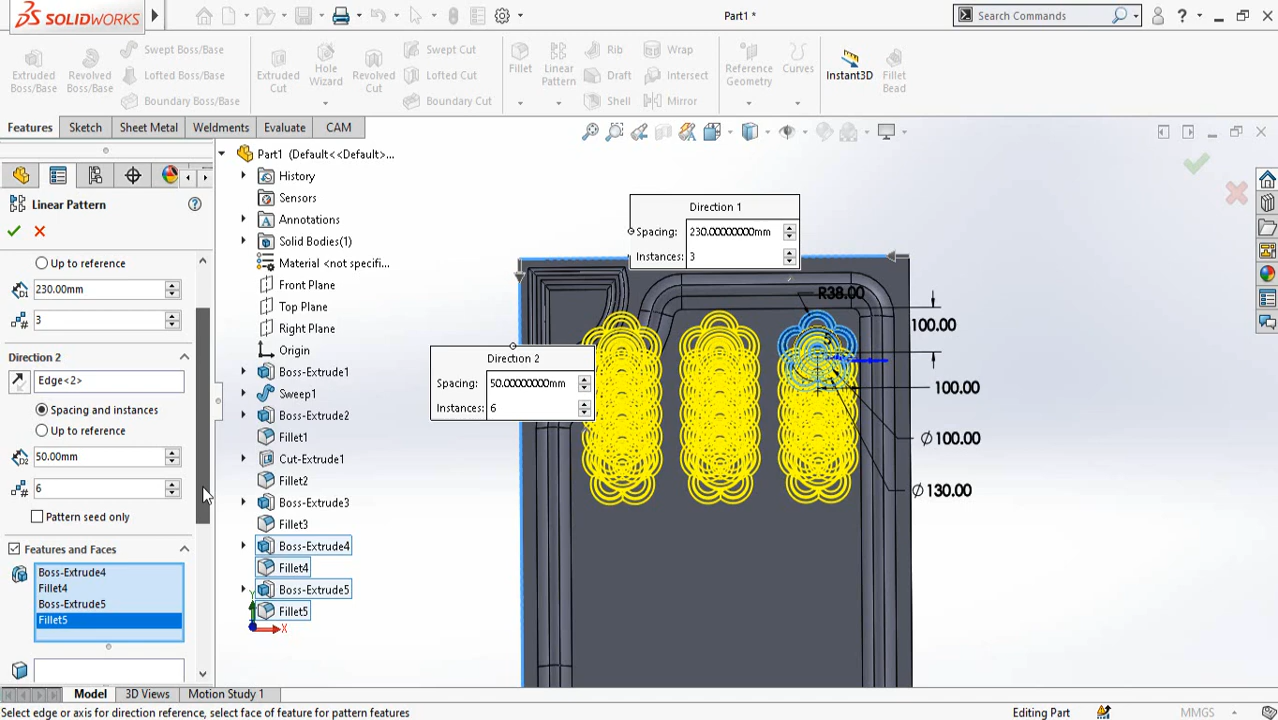 SOLIDWORKS
Part1 *
Search Commands
Extruded Boss/Base
Revolved Boss/Base
Swept Boss/Base
Lofted Boss/Base
Boundary Boss/Base
Extruded Cut
Hole Wizard
Revolved Cut
Swept Cut
Lofted Cut
Boundary Cut
Fillet
Linear Pattern
Rib
Draft
Shell
Wrap
Intersect
Mirror
Reference Geometry
Curves
Instant3D
Fillet Bead
Features
Sketch
Sheet Metal
Weldments
Evaluate
CAM
Linear Pattern
Up to reference
230.00mm
3
Direction 2
Edge<2>
Spacing and instances
Up to reference
50.00mm
6
Pattern seed only
Features and Faces
Boss-Extrude4
Fillet4
Boss-Extrude5
Fillet5
Part1 (Default<<Default>...
History
Sensors
Annotations
Solid Bodies(1)
Material <not specifi...
Front Plane
Top Plane
Right Plane
Origin
Boss-Extrude1
Sweep1
Boss-Extrude2
Fillet1
Cut-Extrude1
Fillet2
Boss-Extrude3
Fillet3
Boss-Extrude4
Fillet4
Boss-Extrude5
Fillet5
Y
X
Direction 1
Spacing: 230.00000000mm
Instances: 3
Direction 2
Spacing: 50.00000000mm
Instances: 6
R38.00
100.00
100.00
Ø100.00
Ø130.00
Model
3D Views
Motion Study 1
Select edge or axis for direction reference, select face of feature for pattern features
Editing Part
MMGS